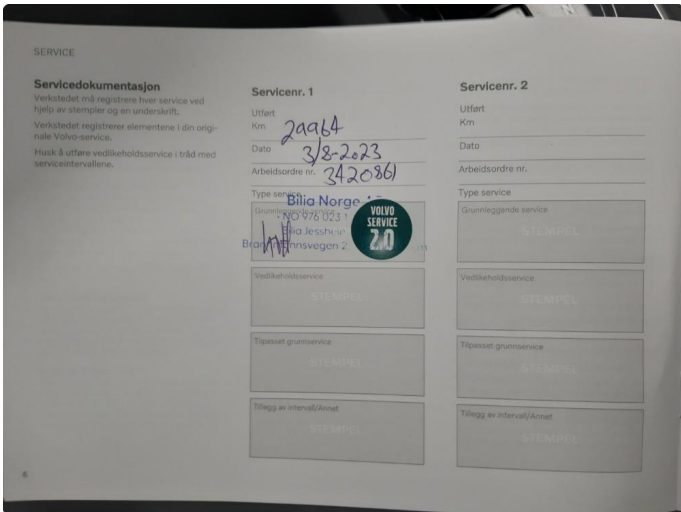 SERVICE
Servicedokumentasjon
Verkstedet må registrere hver service ved
hjelp av stempler og en underskrift.
Verkstedet registrerer elementene i din origi-
nale Volvo-service.
Husk å utføre vedlikeholdsservice i tråd med
serviceintervallene.
Servicenr. 1
Utført
Km 29964
Dato 3/8-2023
Arbeidsordre nr. 3420861
Type service
Bilia Norge
Grunnleggende service
NO 976 023 1
Bilia Jessheim
VOLVO
SERVICE
2.0
Vedlikeholdsservice
STEMPEL
Tilpasset grunnservice
STEMPEL
Tillegg av intervall/Annet
STEMPEL
Servicenr. 2
Utført
Km
Dato
Arbeidsordre nr.
Type service
Grunnleggende service
STEMPEL
Vedlikeholdsservice
STEMPEL
Tilpasset grunnservice
STEMPEL
Tillegg av intervall/Annet
STEMPEL